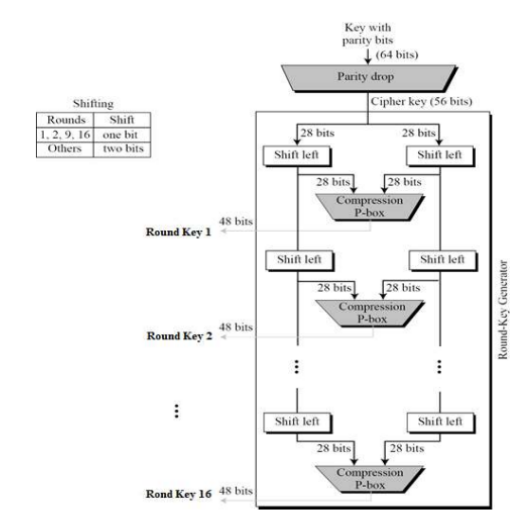 Key with
parity bits
(64 bits)
Parity drop
Shifting
Rounds Shift
1, 2, 9, 16 one bit
Others two bits
Cipher key (56 bits)
28 bits 28 bits
Shift left Shift left
28 bits 28 bits
Compression
P-box
48 bits
Round Key 1
Shift left Shift left
28 bits 28 bits
Compression
P-box
48 bits
Round Key 2
Round-Key Generator
Shift left Shift left
28 bits 28 bits
Compression
P-box
48 bits
Rond Key 16